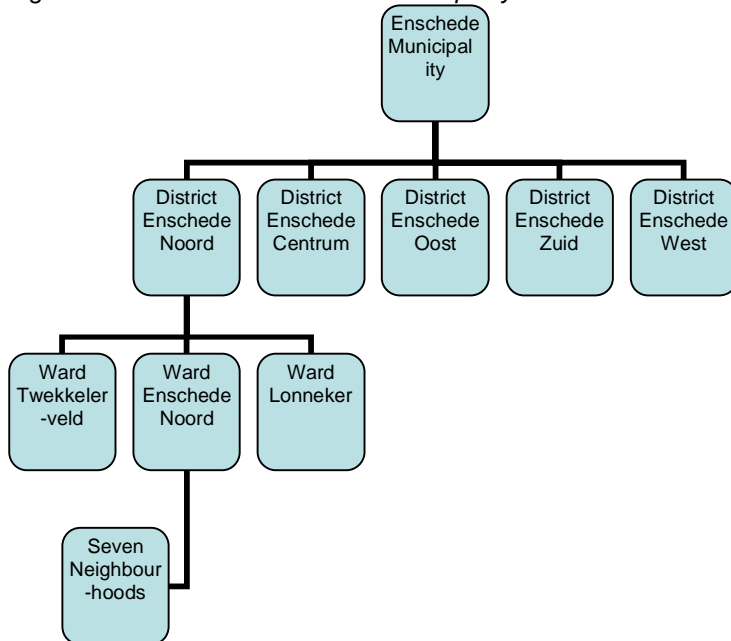 Enschede
Municipal
ity
District
Enschede
Noord
District
Enschede
Centrum
District
Enschede
Oost
District
Enschede
Zuid
District
Enschede
West
Ward
Twekkeler
-veld
Ward
Enschede
Noord
Ward
Lonneker
Seven
Neighbour
-hoods